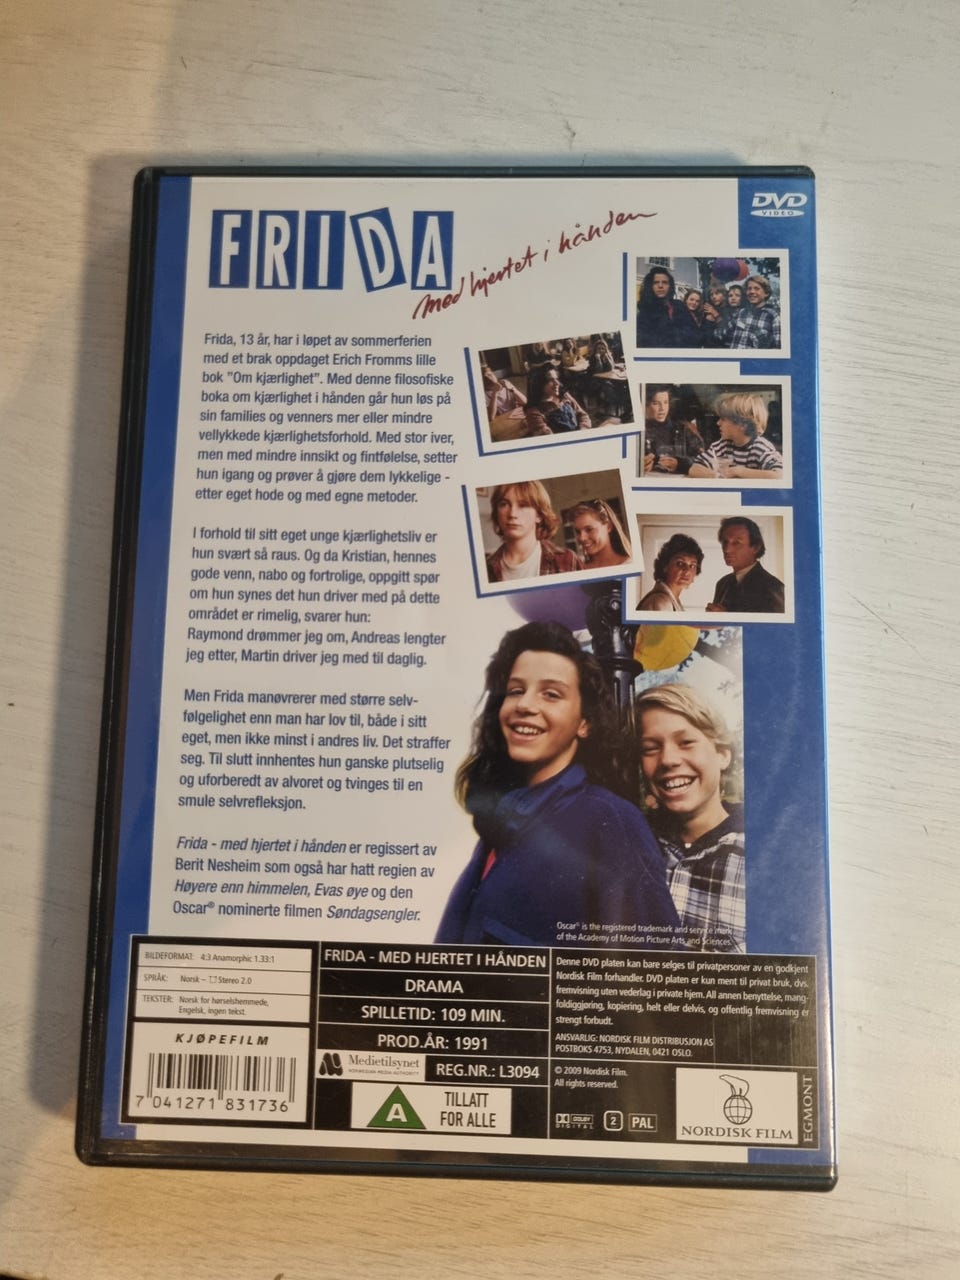 FRIDA
med hjertet i hånden
DVD
VIDEO
Frida, 13 år, har i løpet av sommerferien
med et brak oppdaget Erich Fromms lille
bok "Om kjærlighet". Med denne filosofiske
boka om kjærlighet i hånden går hun løs på
sin families og venners mer eller mindre
vellykkede kjærlighetsforhold. Med stor iver,
men med mindre innsikt og fintfølelse, setter
hun igang og prøver å gjøre dem lykkelige -
etter eget hode og med egne metoder.
I forhold til sitt eget unge kjærlighetsliv er
hun svært så raus. Og da Kristian, hennes
gode venn, nabo og fortrolige, oppgitt spør
om hun synes det hun driver med på dette
området er rimelig, svarer hun:
Raymond drømmer jeg om, Andreas lengter
jeg etter, Martin driver jeg med til daglig.
Men Frida manøvrerer med større selv-
følgelighet enn man har lov til, både i sitt
eget, men ikke minst i andres liv. Det straffer
seg. Til slutt innhentes hun ganske plutselig
og uforberedt av alvoret og tvinges til en
smule selvrefleksjon.
Frida - med hjertet i hånden er regissert av
Berit Nesheim som også har hatt regien av
Høyere enn himmelen, Evas øye og den
Oscar® nominerte filmen Søndagsengler.
Oscar® is the registered trademark and service mark
of the Academy of Motion Picture Arts and Sciences.
BILDEFORMAT: 4:3 Anamorphic 1.33:1
SPRÅK: Norsk – Stereo 2.0
TEKSTER: Norsk for hørselshemmede,
Engelsk, ingen tekst.
KJØPEFILM
7 041271 831736
FRIDA - MED HJERTET I HÅNDEN
DRAMA
SPILLETID: 109 MIN.
PROD.ÅR: 1991
Medietilsynet
NORWEGIAN MEDIA AUTHORITY
REG.NR.: L3094
A
TILLATT
FOR ALLE
Denne DVD platen kan bare selges til privatpersoner av en godkjent
Nordisk Film forhandler. DVD platen er kun ment til privat bruk, dvs.
fremvisning uten vederlag i private hjem. All annen benyttelse, mang-
foldiggjøring, kopiering, helt eller delvis, og offentlig fremvisning er
strengt forbudt.
ANSVARLIG: NORDISK FILM DISTRIBUSJON AS
POSTBOKS 4753, NYDALEN, 0421 OSLO.
© 2009 Nordisk Film.
All rights reserved.
DOLBY
DIGITAL
2
PAL
NORDISK FILM
EGMONT